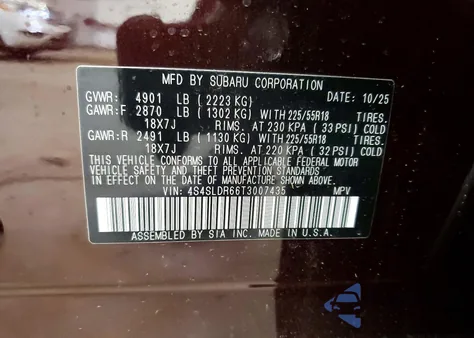 MFD BY SUBARU CORPORATION 10/25
GVWR: 4901 LB ( 2223 KG)
GAWR:F 2870 LB ( 1302 KG) WITH 225/55R18 TIRES,
18X7J RIMS. AT 230 KPA ( 33 PSI) COLD
GAWR:R 2491 LB ( 1130 KG) WITH 225/55R18 TIRES,
18X7J RIMS. AT 220 KPA ( 32 PSI) COLD
THIS VEHICLE CONFORMS TO ALL APPLICABLE FEDERAL MOTOR
VEHICLE SAFETY AND THEFT PREVENTION STANDARDS
IN EFFECT ON THE DATE OF MANUFACTURE SHOWN ABOVE.
VIN: 4S4SLDR66T3007435 MPV
ASSEMBLED BY SIA INC. MADE IN U.S.A.